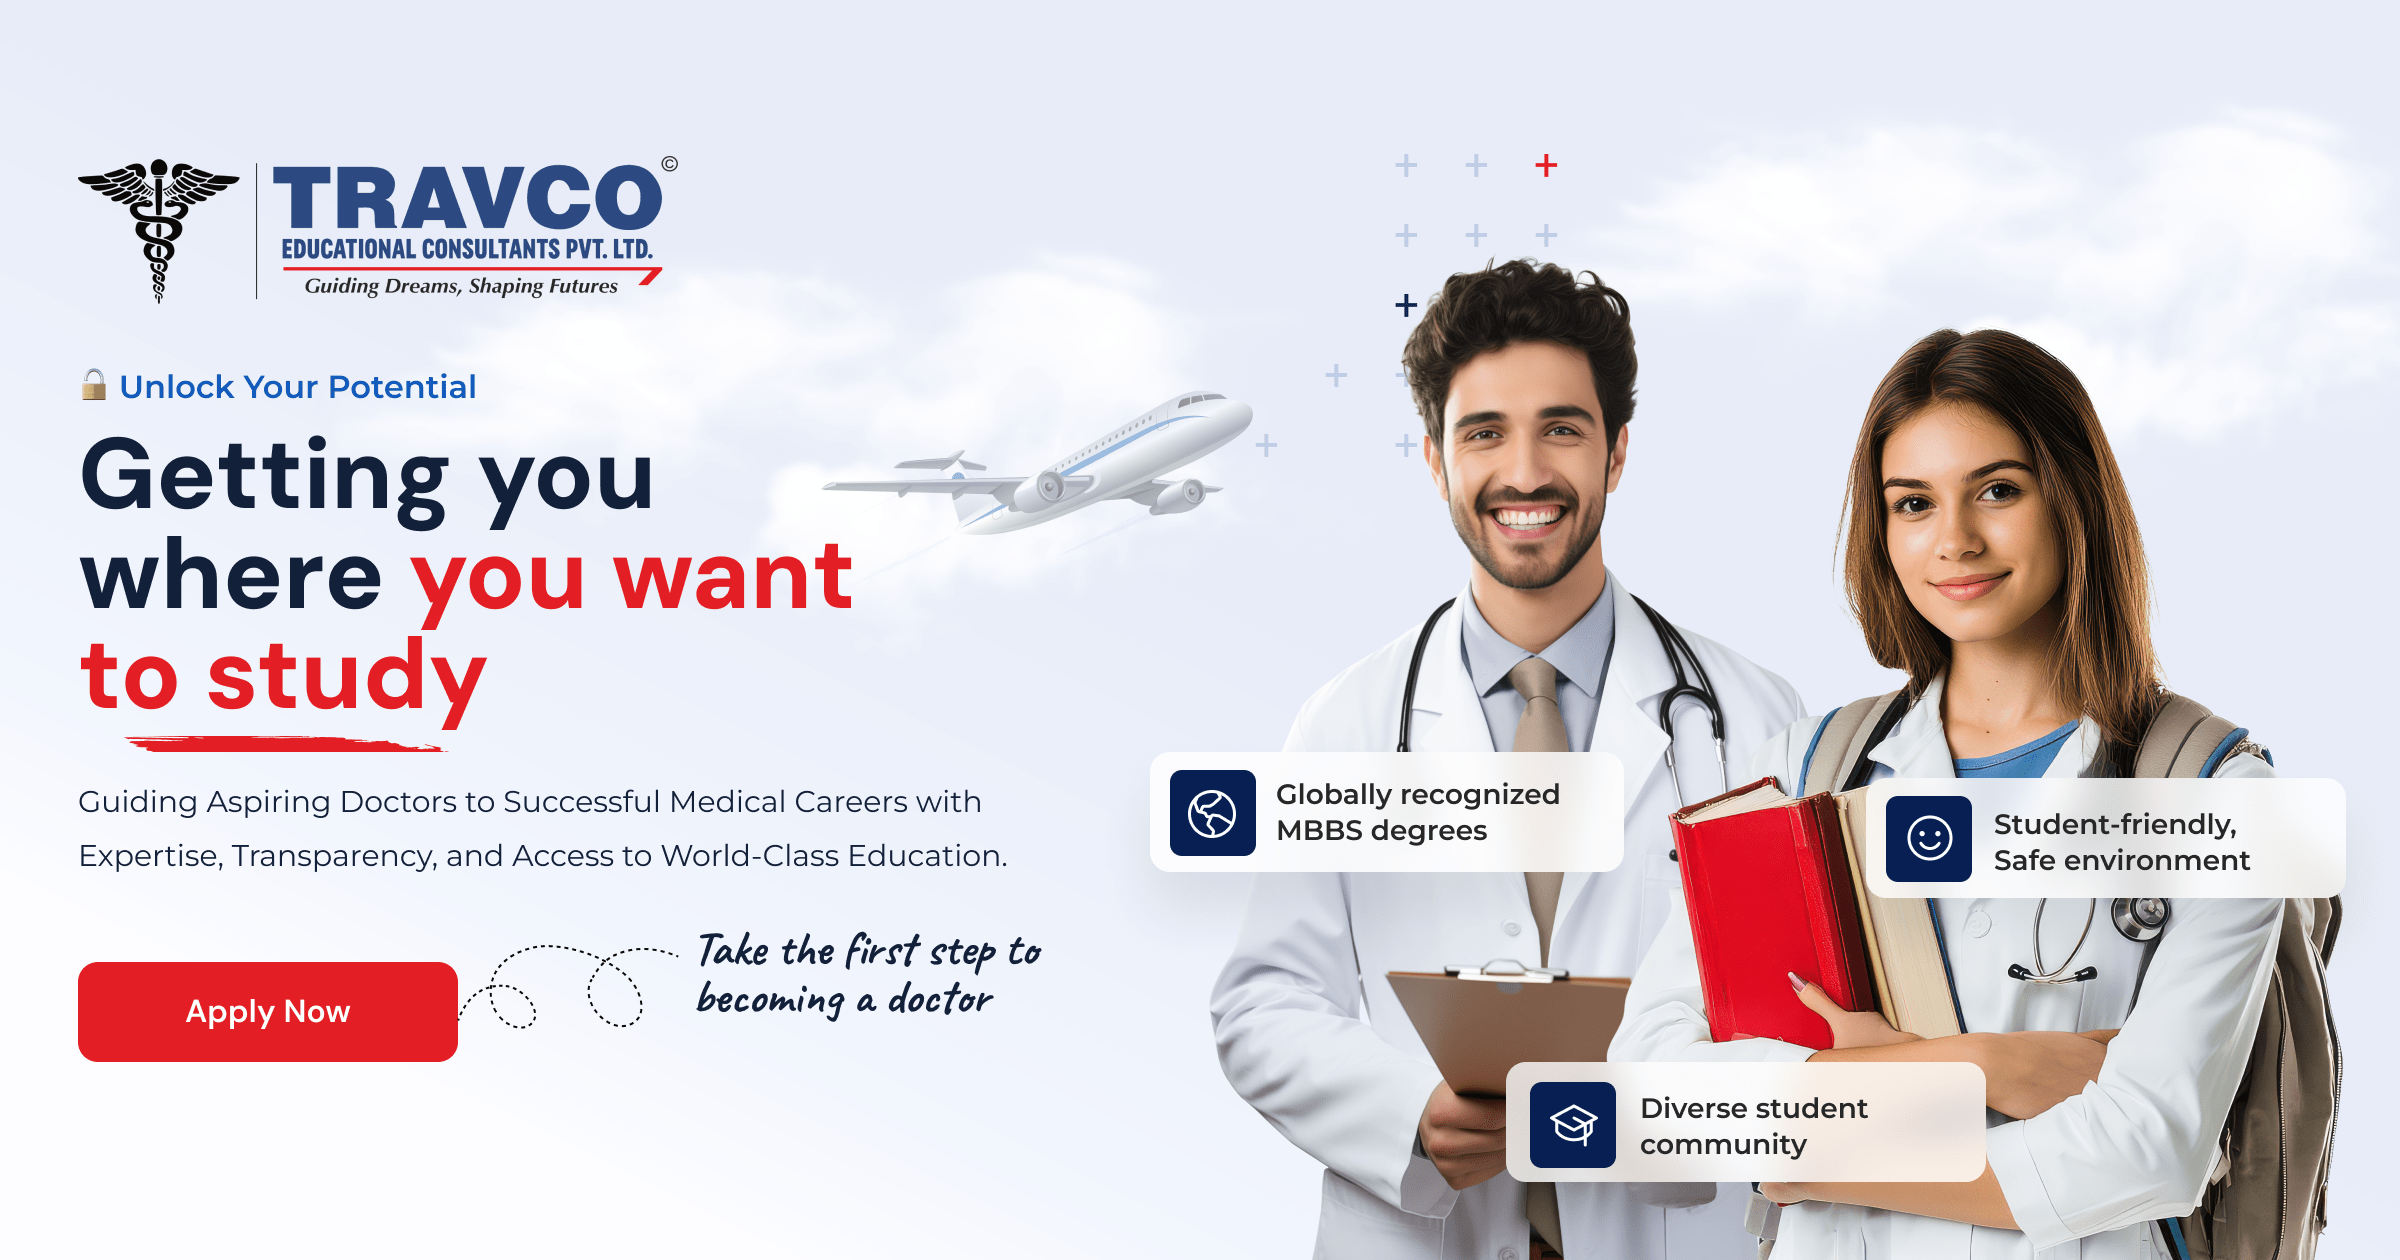 TRAVCO©
EDUCATIONAL CONSULTANTS PVT. LTD.
Guiding Dreams, Shaping Futures
Unlock Your Potential
Getting you
where you want
to study
Guiding Aspiring Doctors to Successful Medical Careers with
Expertise, Transparency, and Access to World-Class Education.
Apply Now
Take the first step to
becoming a doctor
Globally recognized
MBBS degrees
Student-friendly,
Safe environment
Diverse student
community